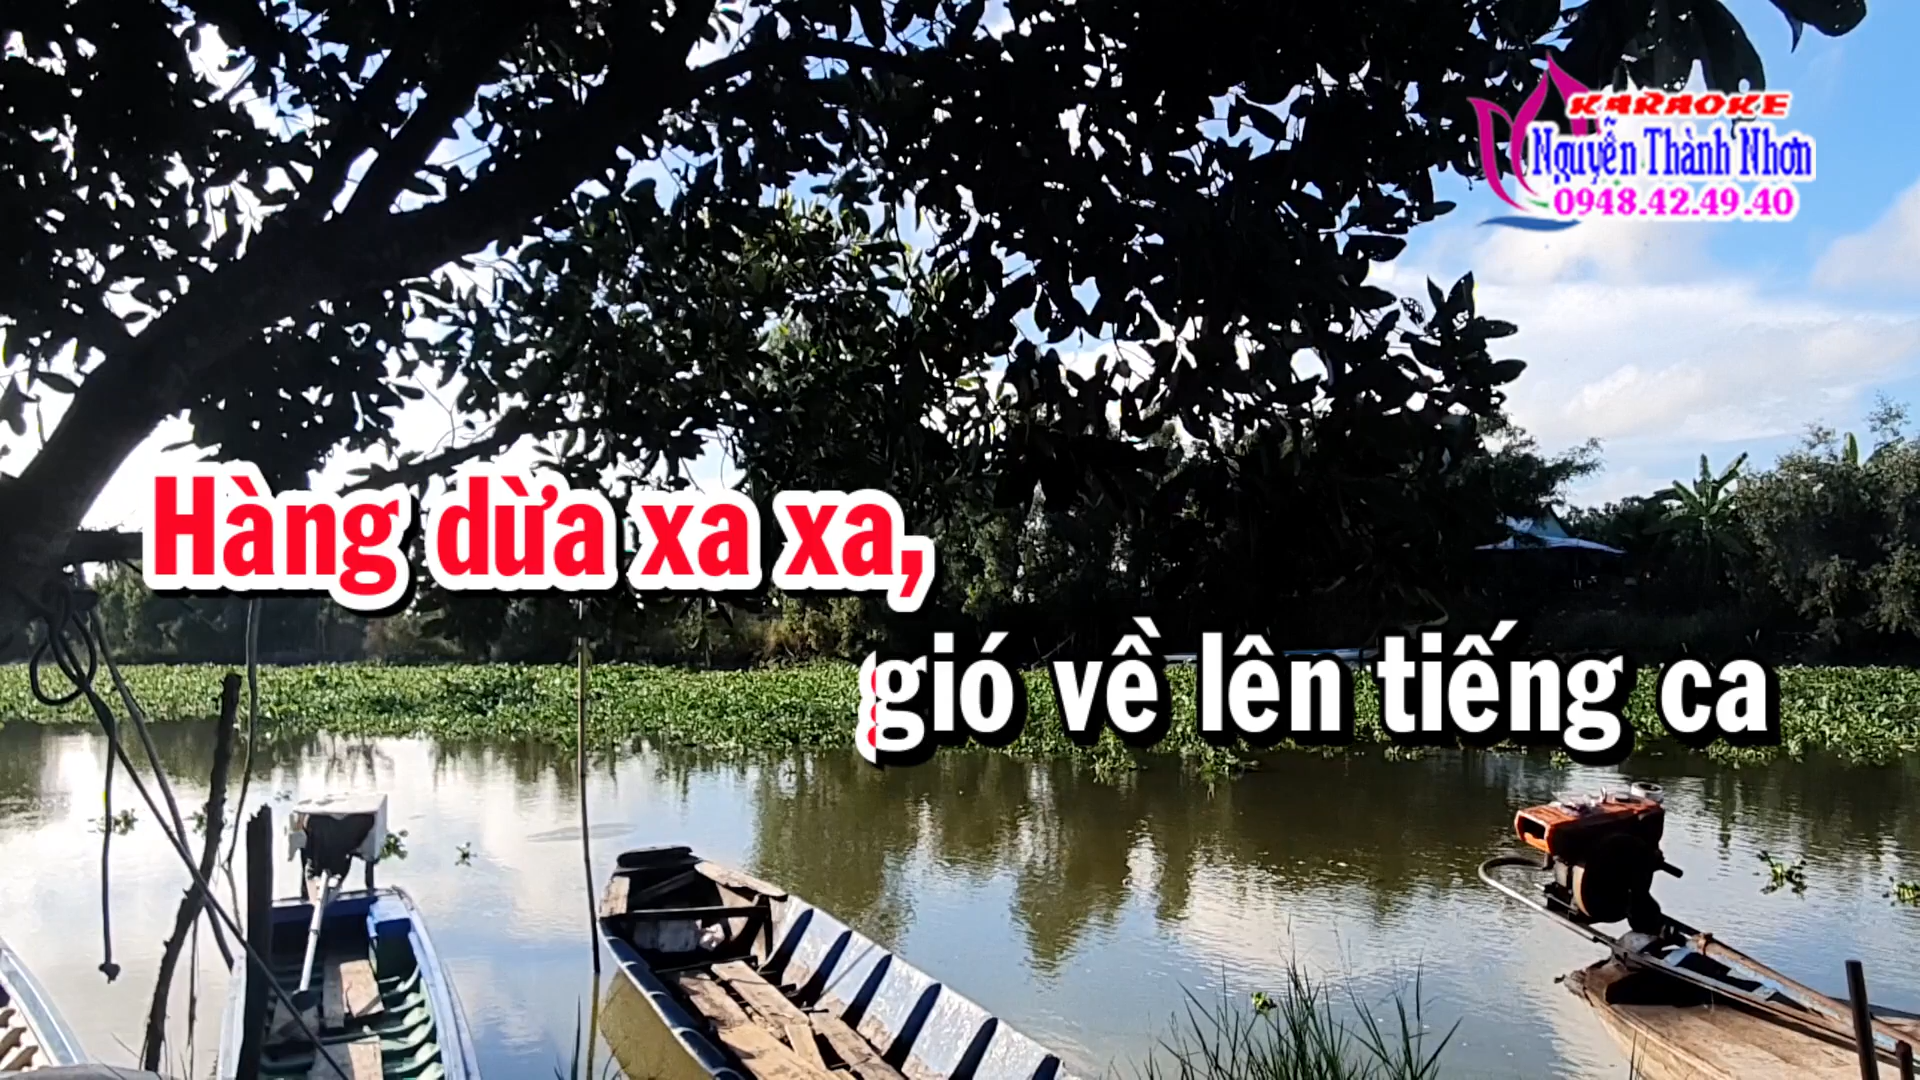 KARAOKE
Nguyễn Thành Nhơn
0948.42.49.40
Hàng dừa xa xa,
gió về lên tiếng ca